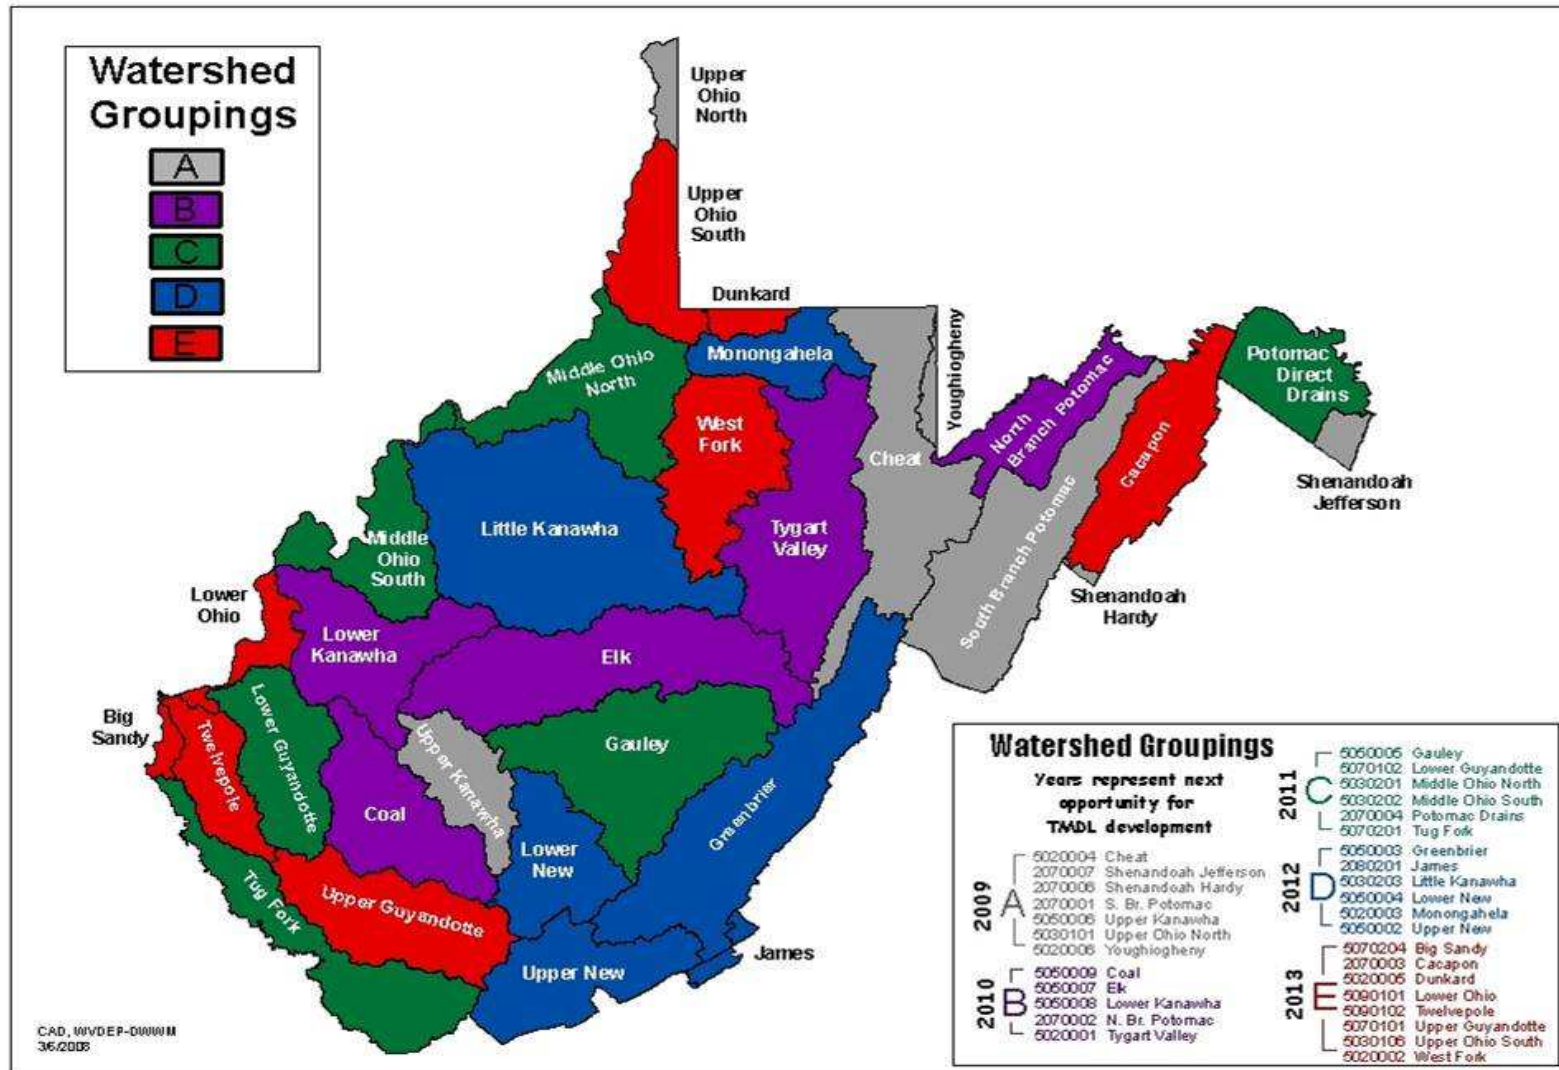 Watershed
Groupings
A
B
C
D
E
Upper
Ohio
North
Upper
Ohio
South
Dunkard
Monongahela
Youghiogheny
Middle Ohio
North
West
Fork
Cheat
North
Branch Potomac
Potomac
Direct
Drains
Cacapon
Shenandoah
Jefferson
Little Kanawha
Tygart
Valley
South Branch Potomac
Middle
Ohio
South
Lower
Ohio
Shenandoah
Hardy
Lower
Kanawha
Elk
Big
Sandy
Twelvepole
Lower Guyandotte
Upper Kanawha
Gauley
Coal
Greenbrier
Lower
New
Tug Fork
Upper Guyandotte
Upper New
James
CAD, WVDEP-DWWM
3/6/2008
Watershed Groupings
Years represent next
opportunity for
TMDL development
2009
A
5020004 Cheat
2070007 Shenandoah Jefferson
2070006 Shenandoah Hardy
2070001 S. Br. Potomac
5050006 Upper Kanawha
5030101 Upper Ohio North
5020006 Youghiogheny
2010
B
5050009 Coal
5050007 Elk
5050008 Lower Kanawha
2070002 N. Br. Potomac
5020001 Tygart Valley
2011
C
5050005 Gauley
5070102 Lower Guyandotte
5030201 Middle Ohio North
5030202 Middle Ohio South
2070004 Potomac Drains
5070201 Tug Fork
2012
D
5050003 Greenbrier
2080201 James
5030203 Little Kanawha
5050004 Lower New
5020003 Monongahela
5050002 Upper New
2013
E
5070204 Big Sandy
2070003 Cacapon
5020005 Dunkard
5090101 Lower Ohio
5090102 Twelvepole
5070101 Upper Guyandotte
5030106 Upper Ohio South
5020002 West Fork